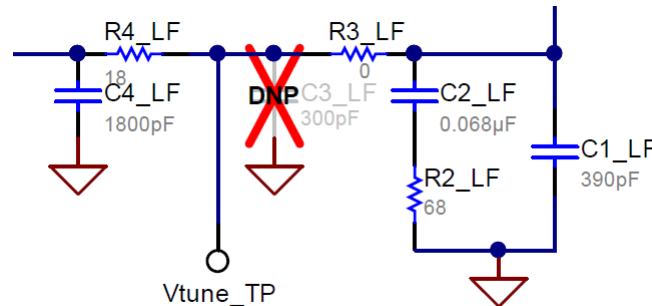 R4_LF
18
C4_LF
1800pF
DNP
C3_LF
300pF
R3_LF
0
C2_LF
0.068µF
R2_LF
68
C1_LF
390pF
Vtune_TP